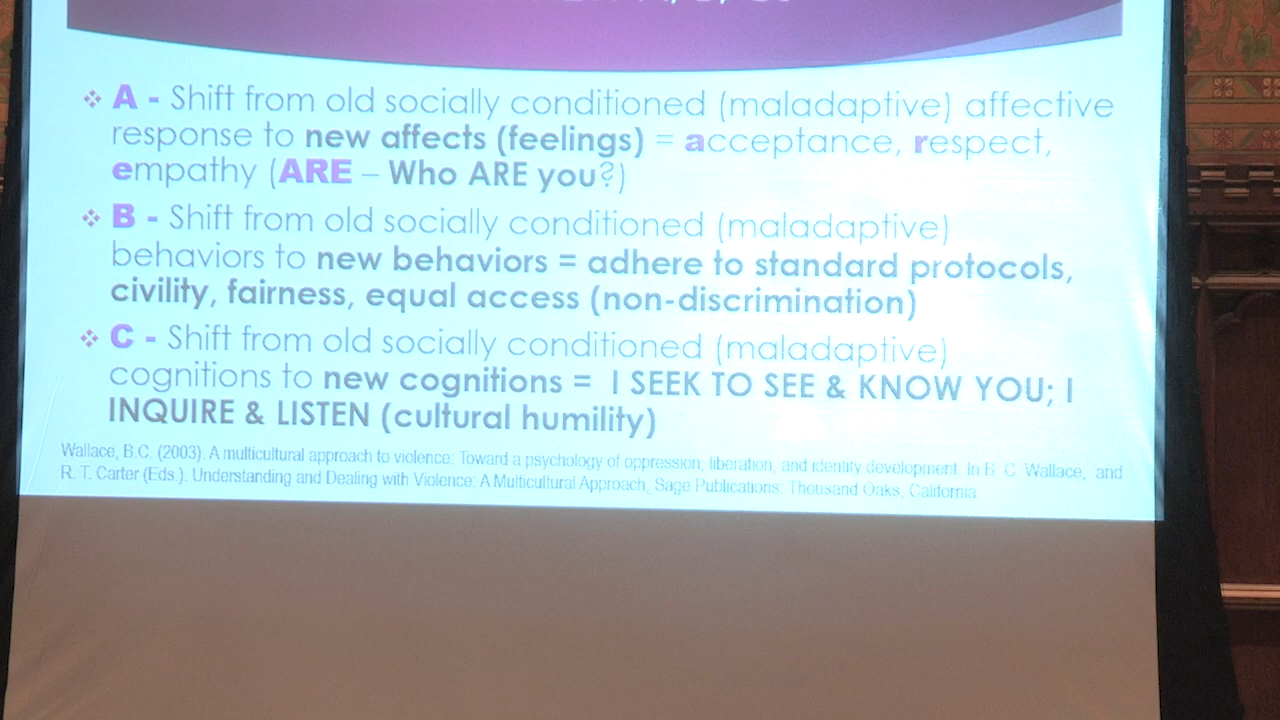 ❖ A - Shift from old socially conditioned (maladaptive) affective
response to new affects (feelings) = acceptance, respect,
empathy (ARE – Who ARE you?)
❖ B - Shift from old socially conditioned (maladaptive)
behaviors to new behaviors = adhere to standard protocols,
civility, fairness, equal access (non-discrimination)
❖ C - Shift from old socially conditioned (maladaptive)
cognitions to new cognitions = I SEEK TO SEE & KNOW YOU; I
INQUIRE & LISTEN (cultural humility)
Wallace, B.C. (2003). A multicultural approach to violence: Toward a psychology of oppression, liberation, and identity development. In B. C. Wallace, and
R. T. Carter (Eds.). Understanding and Dealing with Violence: A Multicultural Approach, Sage Publications: Thousand Oaks, California